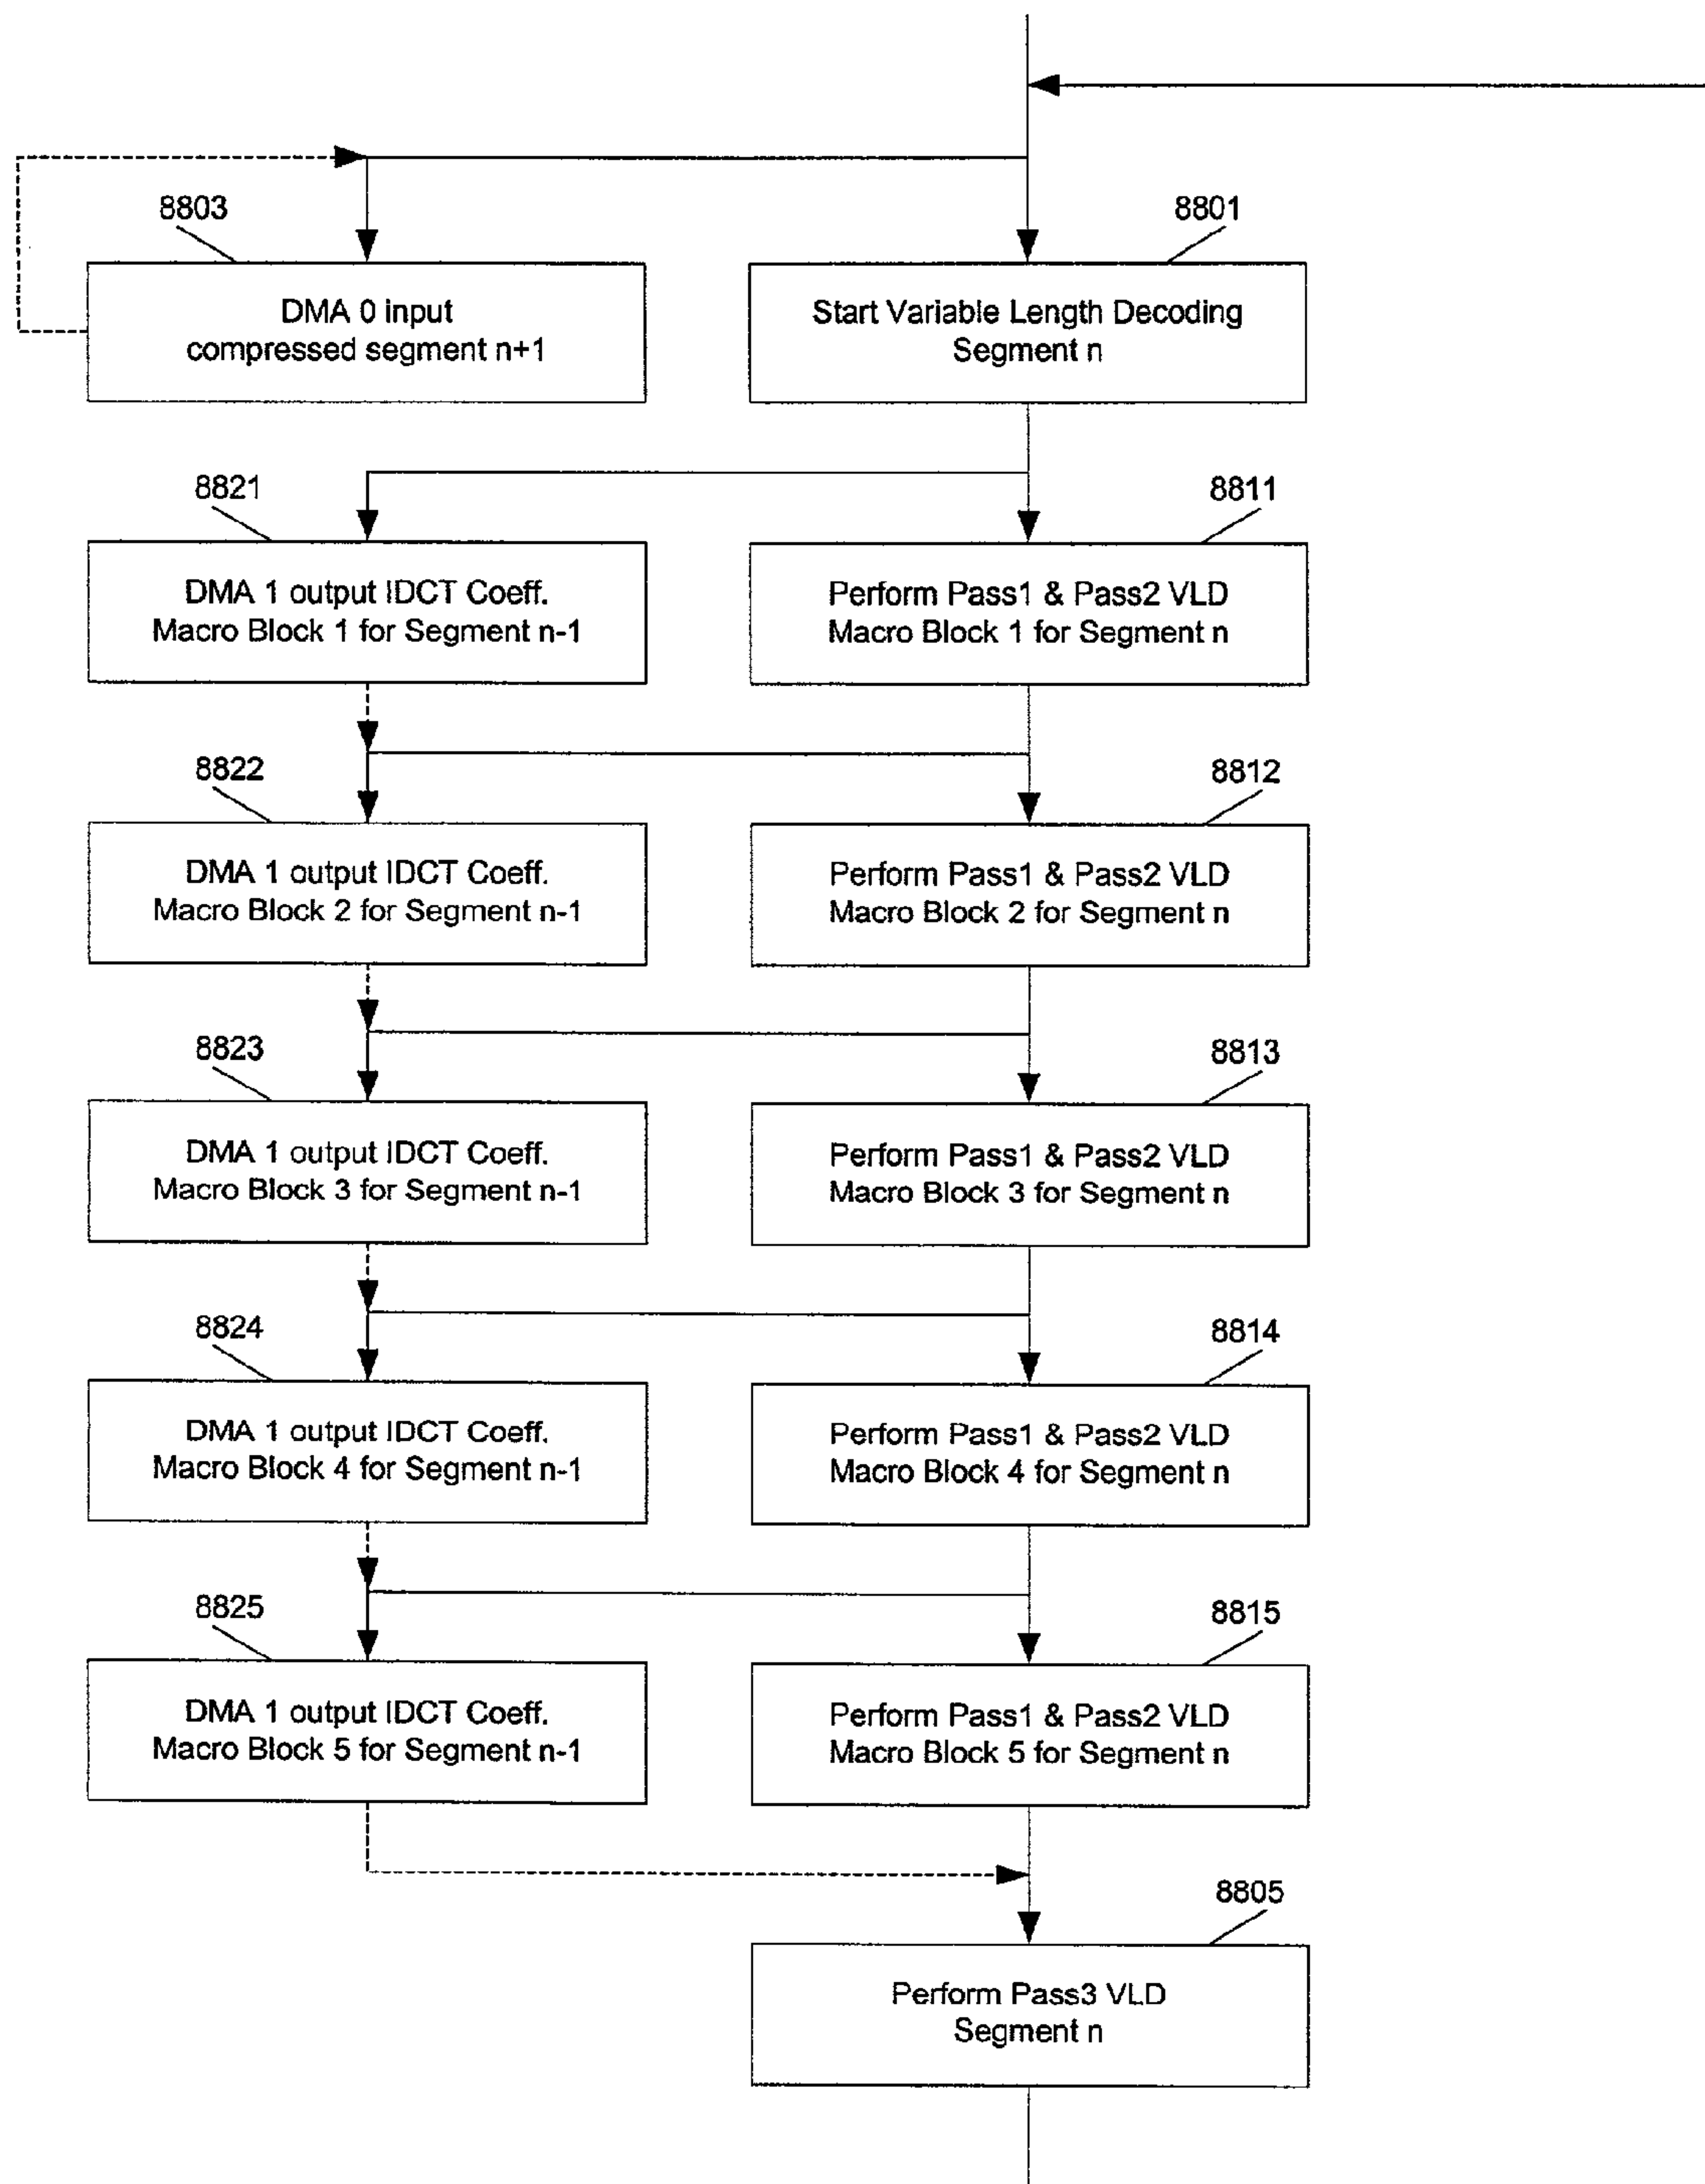 8803
8801
DMA 0 input
compressed segment n+1
Start Variable Length Decoding
Segment n
8821
8811
DMA 1 output IDCT Coeff.
Macro Block 1 for Segment n-1
Perform Pass1 & Pass2 VLD
Macro Block 1 for Segment n
8822
8812
DMA 1 output IDCT Coeff.
Macro Block 2 for Segment n-1
Perform Pass1 & Pass2 VLD
Macro Block 2 for Segment n
8823
8813
DMA 1 output IDCT Coeff.
Macro Block 3 for Segment n-1
Perform Pass1 & Pass2 VLD
Macro Block 3 for Segment n
8824
8814
DMA 1 output IDCT Coeff.
Macro Block 4 for Segment n-1
Perform Pass1 & Pass2 VLD
Macro Block 4 for Segment n
8825
8815
DMA 1 output IDCT Coeff.
Macro Block 5 for Segment n-1
Perform Pass1 & Pass2 VLD
Macro Block 5 for Segment n
8805
Perform Pass3 VLD
Segment n